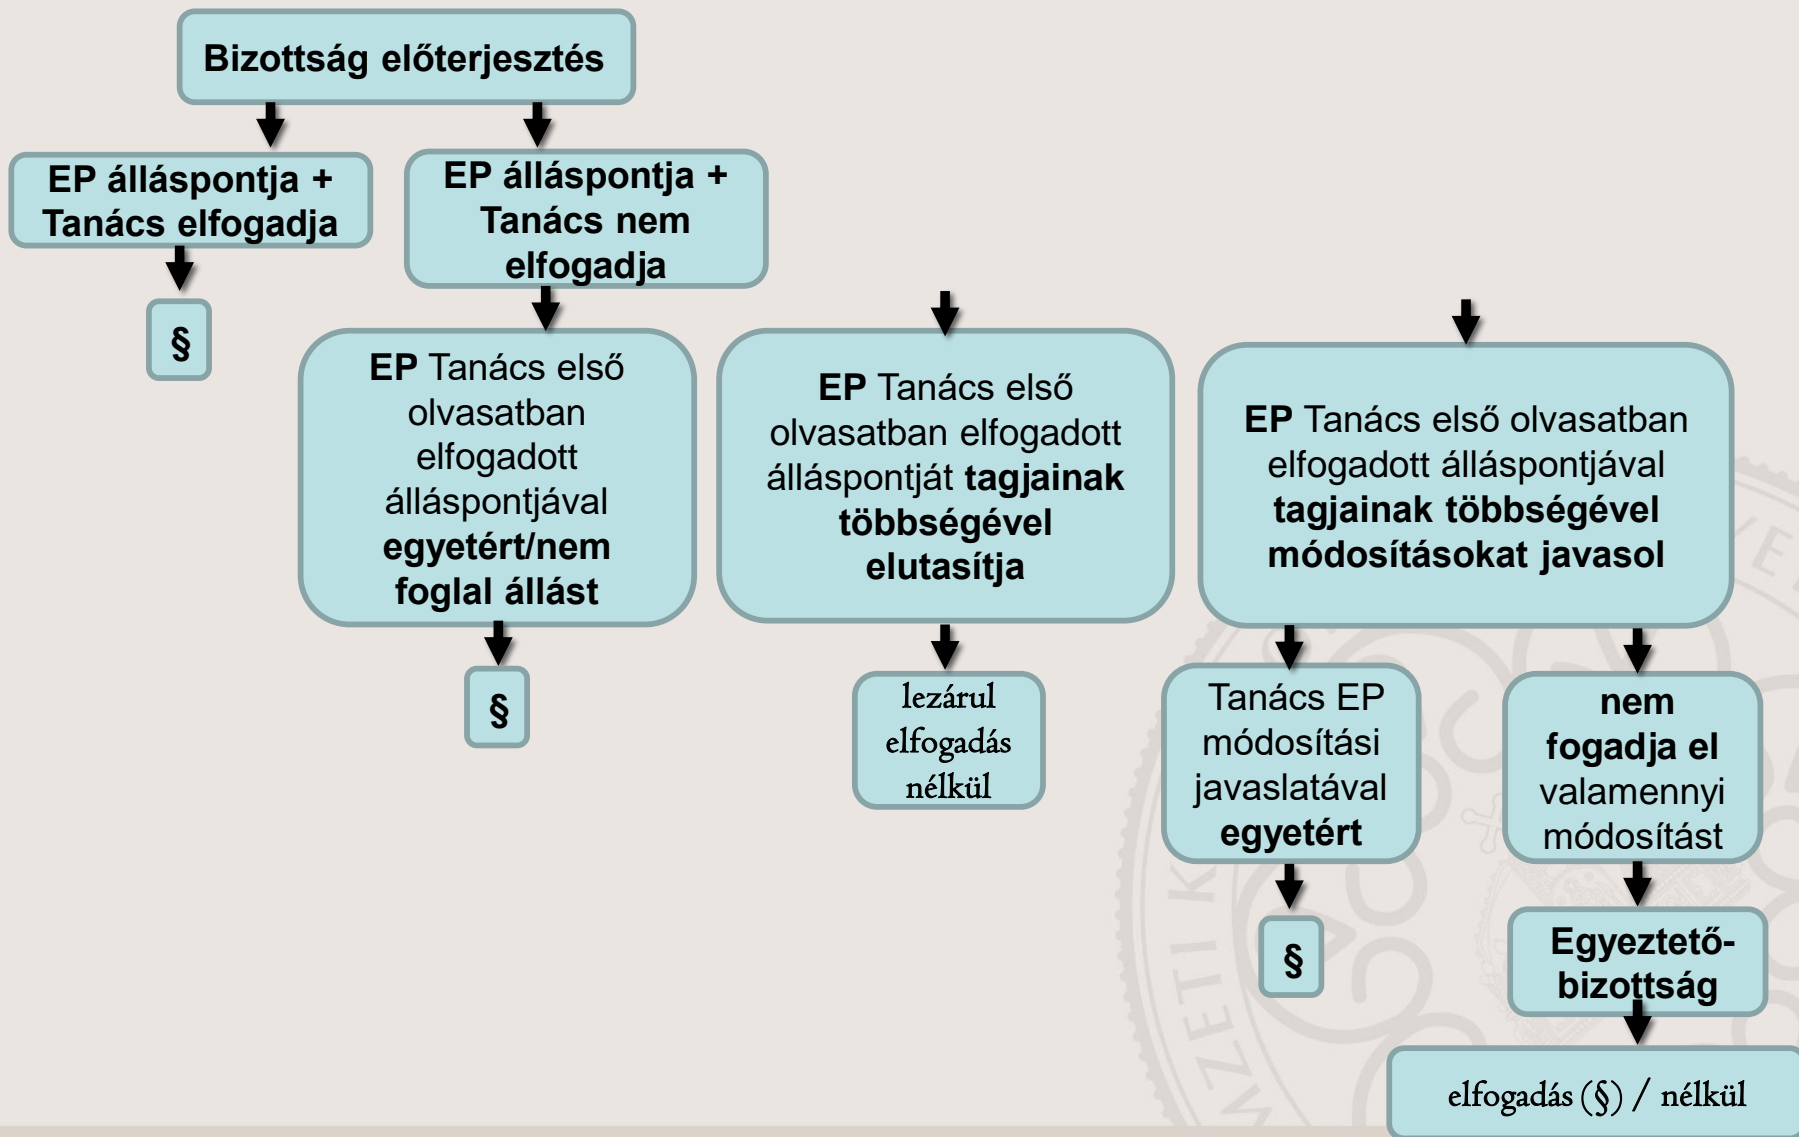 Bizottság előterjesztés
EP álláspontja +
Tanács elfogadja
EP álláspontja +
Tanács nem
elfogadja
§
EP Tanács első
olvasatban
elfogadott
álláspontjával
egyetért/nem
foglal állást
EP Tanács első
olvasatban elfogadott
álláspontját tagjainak
többségével
elutasítja
EP Tanács első olvasatban
elfogadott álláspontjával
tagjainak többségével
módosításokat javasol
§
lezárul
elfogadás
nélkül
Tanács EP
módosítási
javaslatával
egyetért
nem
fogadja el
valamennyi
módosítást
§
Egyeztető-
bizottság
elfogadás (§) / nélkül